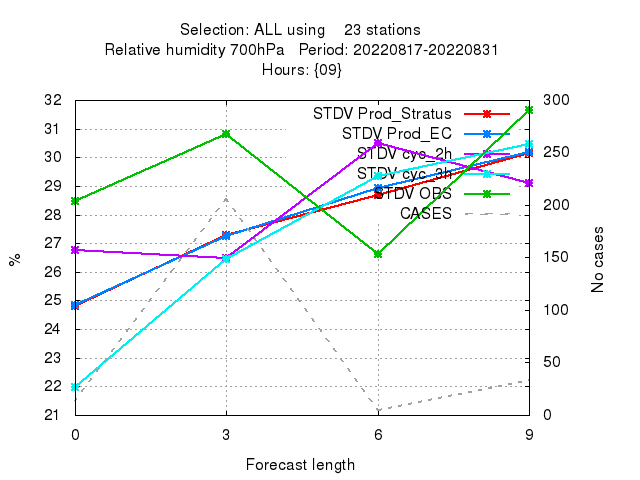 Selection: ALL using 23 stations
Relative humidity 700hPa Period: 20220817-20220831
Hours: {09}
STDV Prod_Stratus
STDV Prod_EC
STDV cyc_2h
STDV cyc_3h
STDV OBS
CASES
32
31
30
29
28
27
26
25
24
23
22
21
%
300
250
200
150
100
50
0
No cases
0 3 6 9
Forecast length